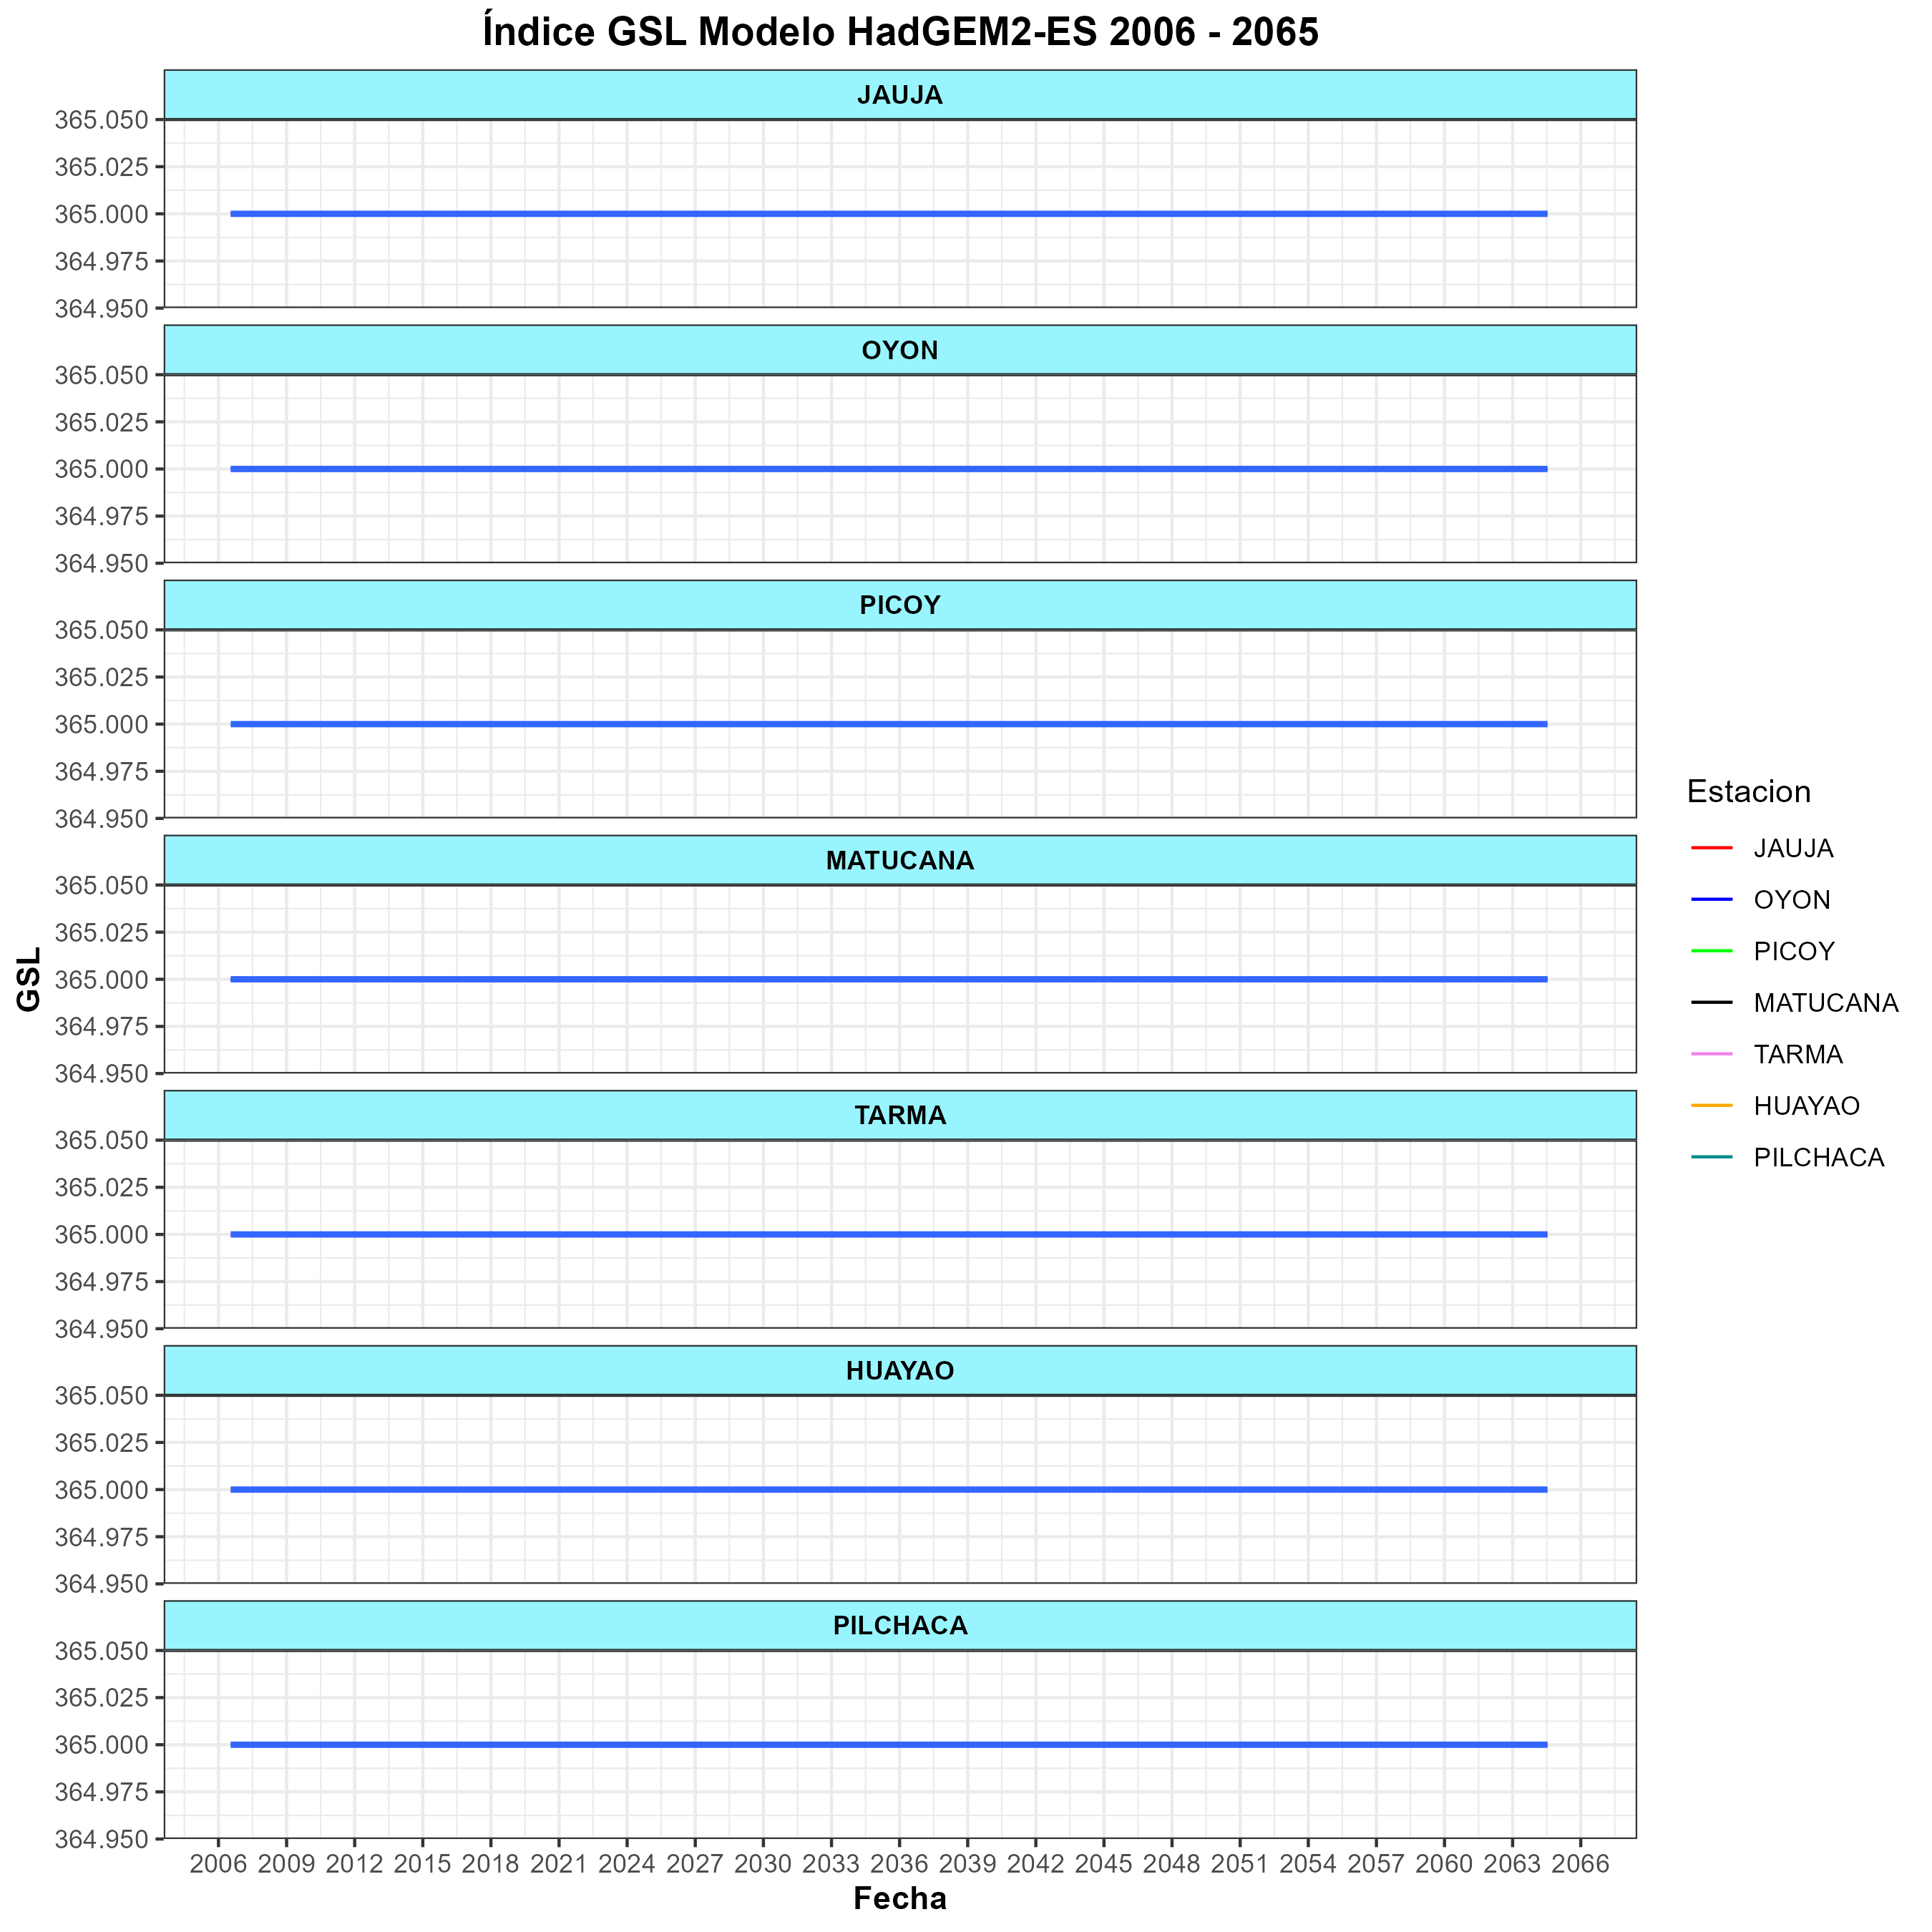 Índice GSL Modelo HadGEM2-ES 2006 - 2065
JAUJA
365.050
365.025
365.000
364.975
364.950
OYON
365.050
365.025
365.000
364.975
364.950
PICOY
365.050
365.025
365.000
364.975
364.950
MATUCANA
365.050
365.025
365.000
364.975
364.950
TARMA
365.050
365.025
365.000
364.975
364.950
HUAYAO
365.050
365.025
365.000
364.975
364.950
PILCHACA
365.050
365.025
365.000
364.975
364.950
GSL
2006 2009 2012 2015 2018 2021 2024 2027 2030 2033 2036 2039 2042 2045 2048 2051 2054 2057 2060 2063 2066
Fecha
Estacion
JAUJA
OYON
PICOY
MATUCANA
TARMA
HUAYAO
PILCHACA